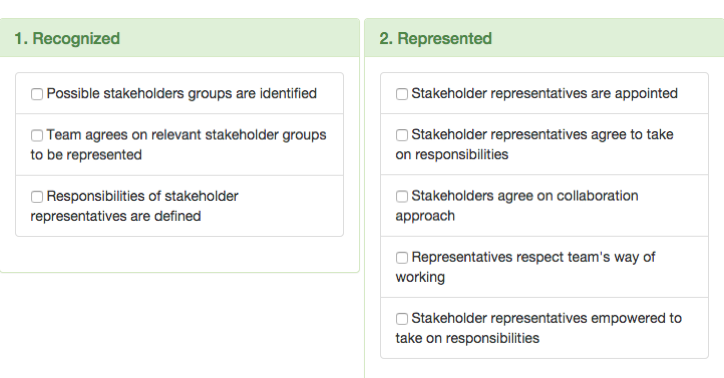 1. Recognized
Possible stakeholders groups are identified
Team agrees on relevant stakeholder groups
to be represented
Responsibilities of stakeholder
representatives are defined
2. Represented
Stakeholder representatives are appointed
Stakeholder representatives agree to take
on responsibilities
Stakeholders agree on collaboration
approach
Representatives respect team's way of
working
Stakeholder representatives empowered to
take on responsibilities